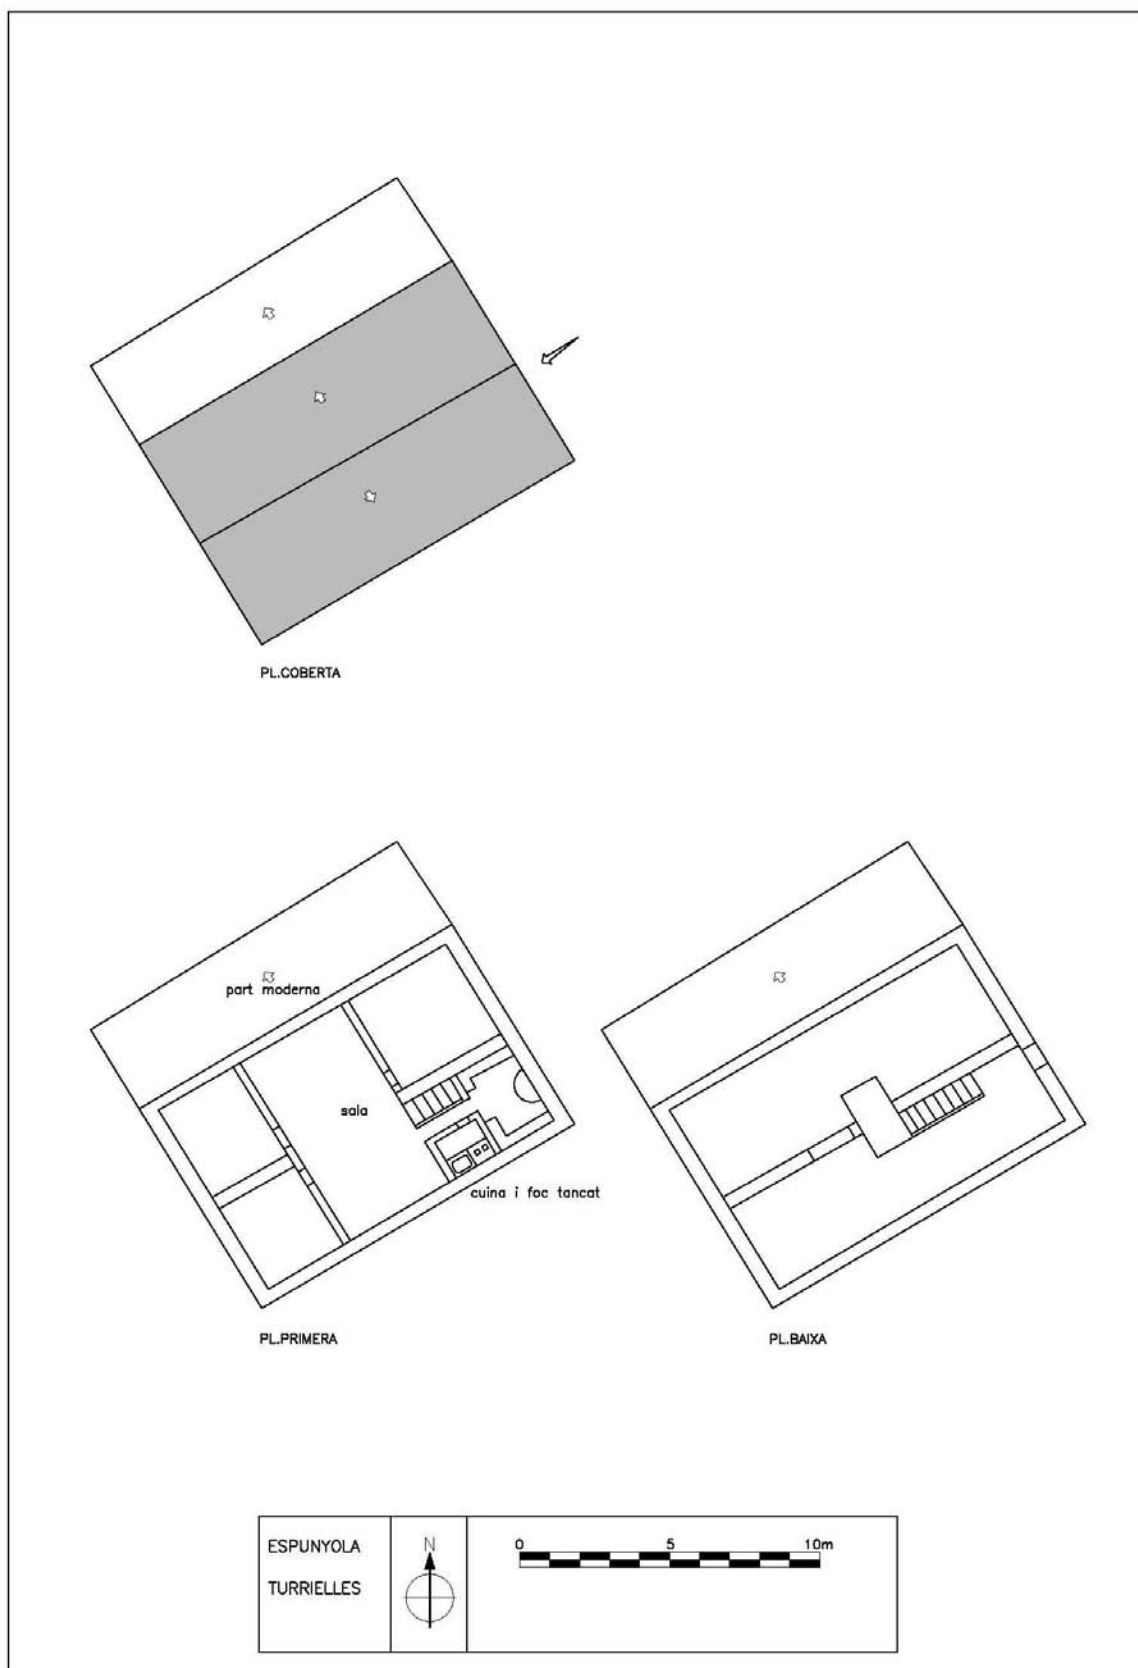 PL.COBERTA
part moderna
sala
cuina i foc tancat
PL.PRIMERA
PL.BAIXA
ESPUNYOLA
TURRIELLES
N
0 5 10m